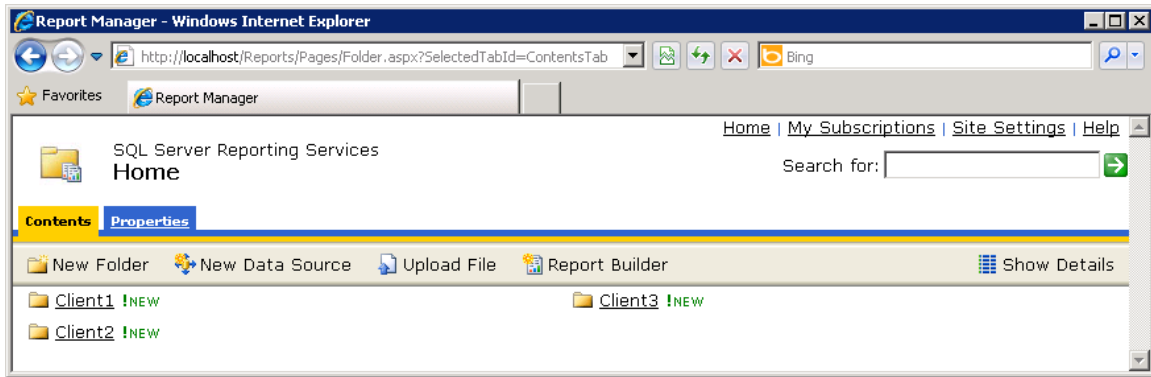 Report Manager - Windows Internet Explorer
http://localhost/Reports/Pages/Folder.aspx?SelectedTabId=ContentsTab
Bing
Favorites
Report Manager
Home | My Subscriptions | Site Settings | Help
SQL Server Reporting Services
Home
Search for:
Contents
Properties
New Folder
New Data Source
Upload File
Report Builder
Show Details
Client1 !NEW
Client3 !NEW
Client2 !NEW